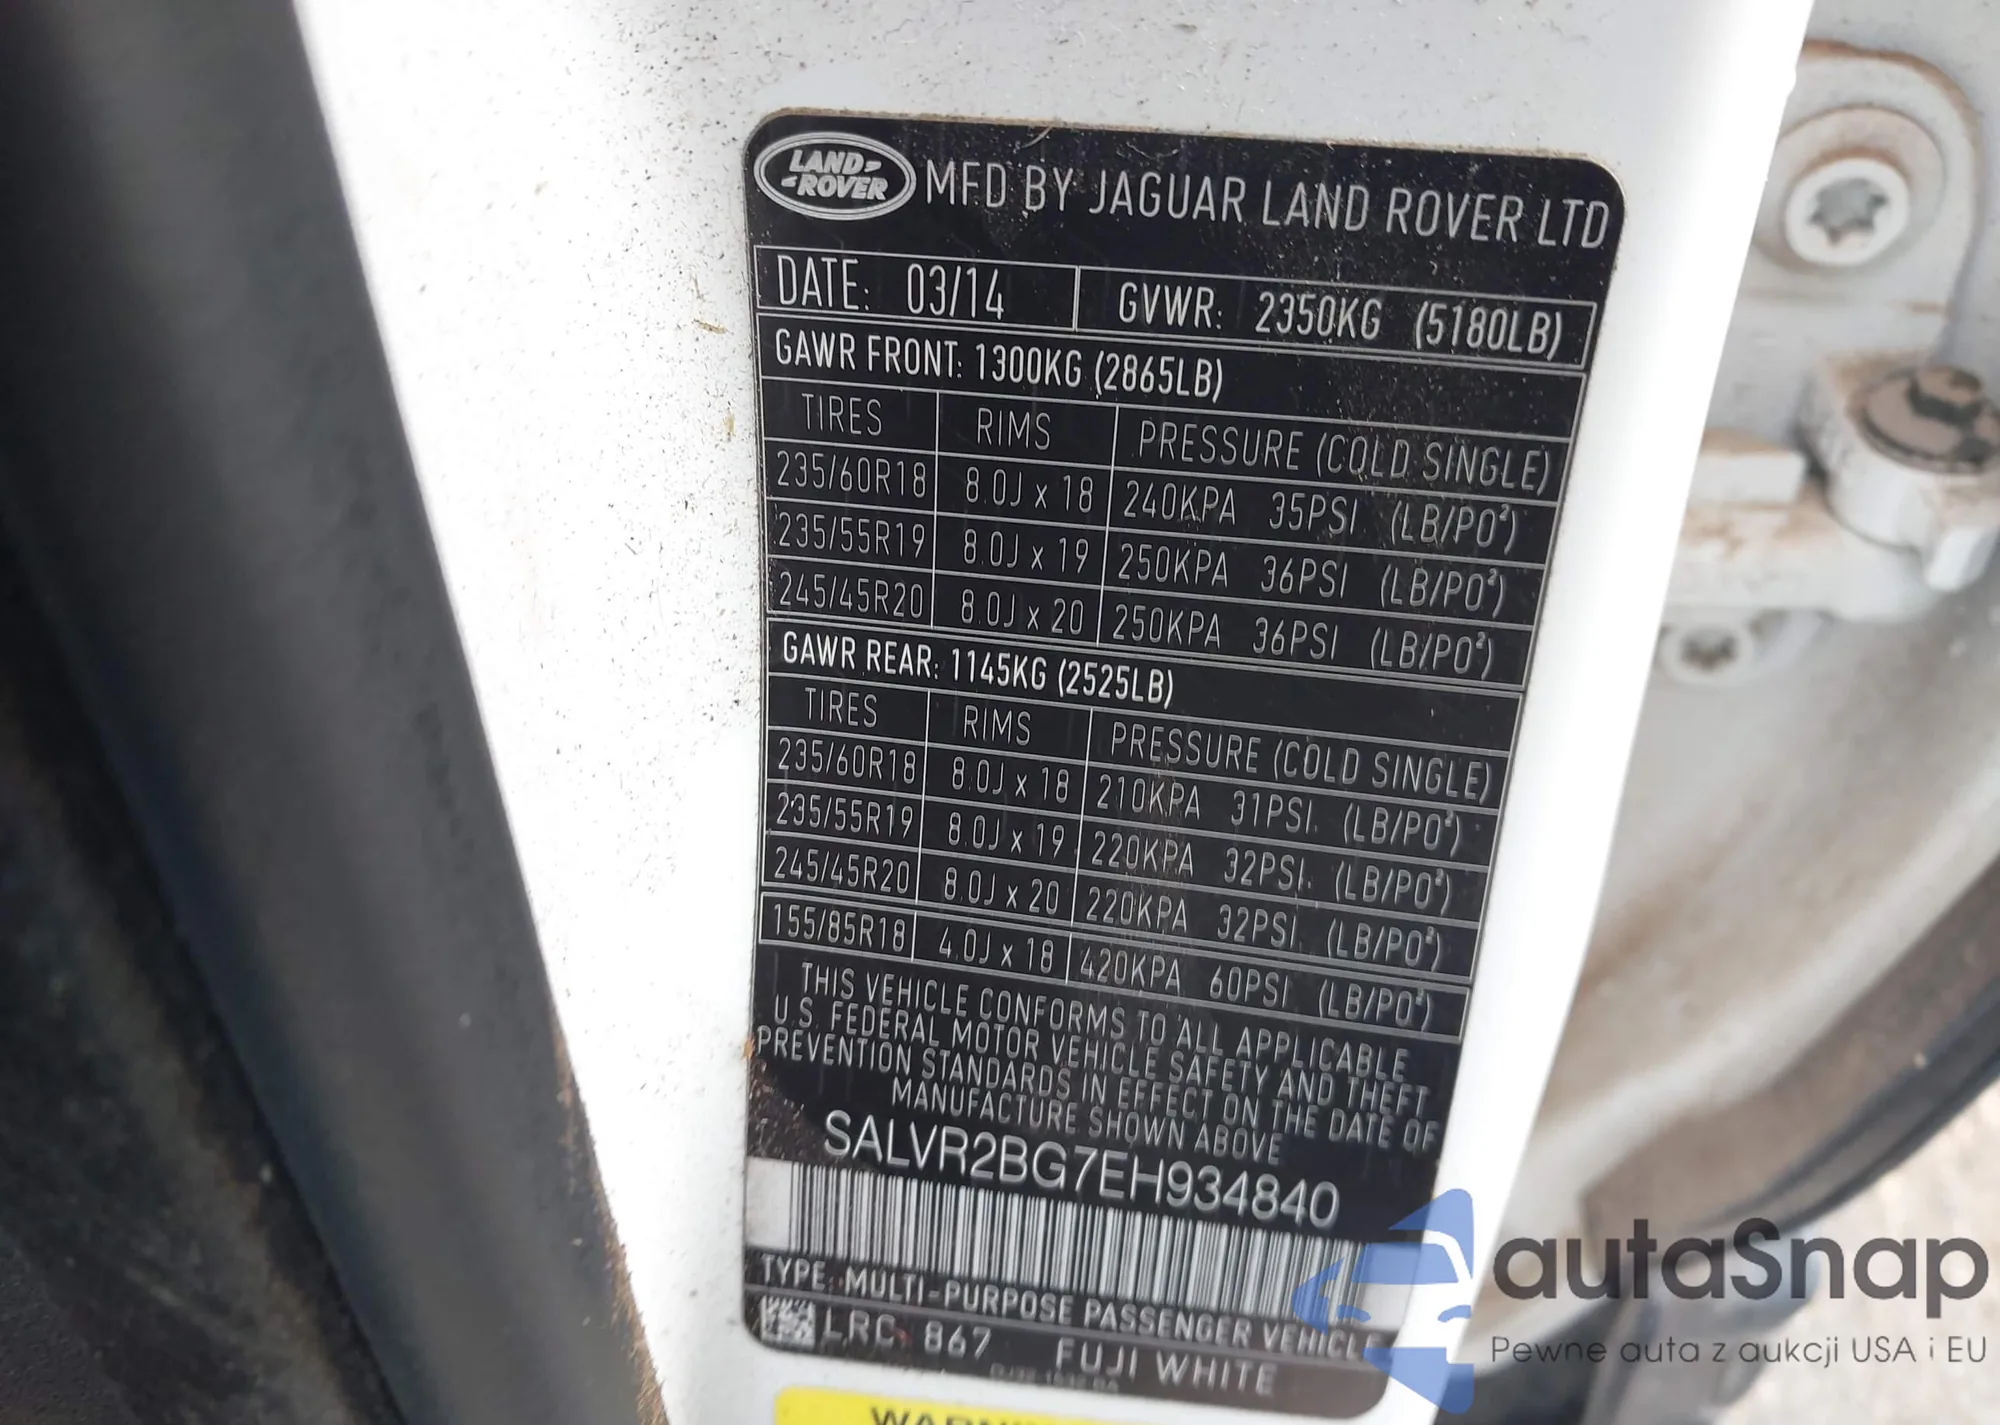 LAND ROVER MFD BY JAGUAR LAND ROVER LTD
DATE: 03/14 GVWR: 2350KG (5180LB)
GAWR FRONT: 1300KG (2865LB)
TIRES RIMS PRESSURE (COLD SINGLE)
235/60R18 8.0J x 18 240KPA 35PSI (LB/PO²)
235/55R19 8.0J x 19 250KPA 36PSI (LB/PO²)
245/45R20 8.0J x 20 250KPA 36PSI (LB/PO²)
GAWR REAR: 1145KG (2525LB)
TIRES RIMS PRESSURE (COLD SINGLE)
235/60R18 8.0J x 18 210KPA 31PSI (LB/PO²)
235/55R19 8.0J x 19 220KPA 32PSI (LB/PO²)
245/45R20 8.0J x 20 220KPA 32PSI (LB/PO²)
155/85R18 4.0J x 18 420KPA 60PSI (LB/PO²)
THIS VEHICLE CONFORMS TO ALL APPLICABLE
U.S. FEDERAL MOTOR VEHICLE SAFETY AND THEFT
PREVENTION STANDARDS IN EFFECT ON THE DATE OF
MANUFACTURE SHOWN ABOVE
SALVR2BG7EH934840
TYPE: MULTI-PURPOSE PASSENGER VEHICLE
LRC 867 FUJI WHITE
autaSnap
Pewne auta z aukcji USA i EU